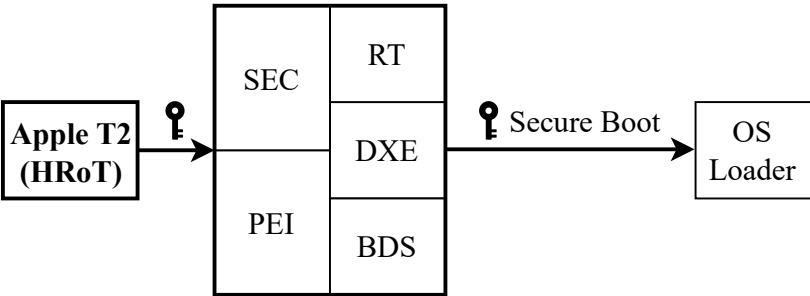 Apple T2
(HRoT)
SEC
PEI
RT
DXE
BDS
Secure Boot
OS
Loader